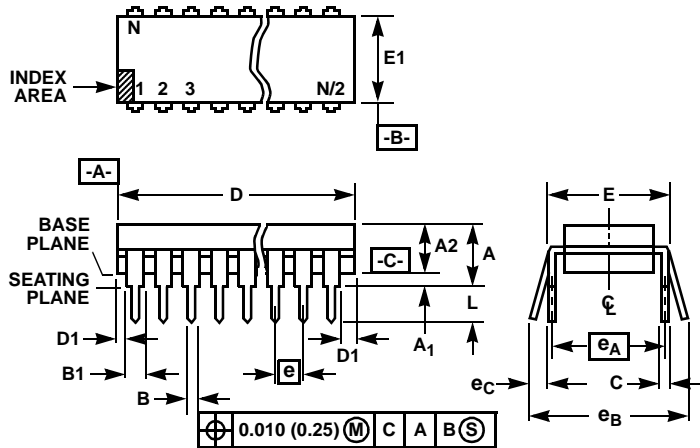 N
E1
INDEX
AREA
1 2 3 N/2
-B-
-A-
D
E
BASE
PLANE
A2
A
-C-
SEATING
PLANE
L
C̲L
D1
B1
A1
D1
e
eA
B
eC
C
eB
⌖ 0.010 (0.25) Ⓜ C A B Ⓢ